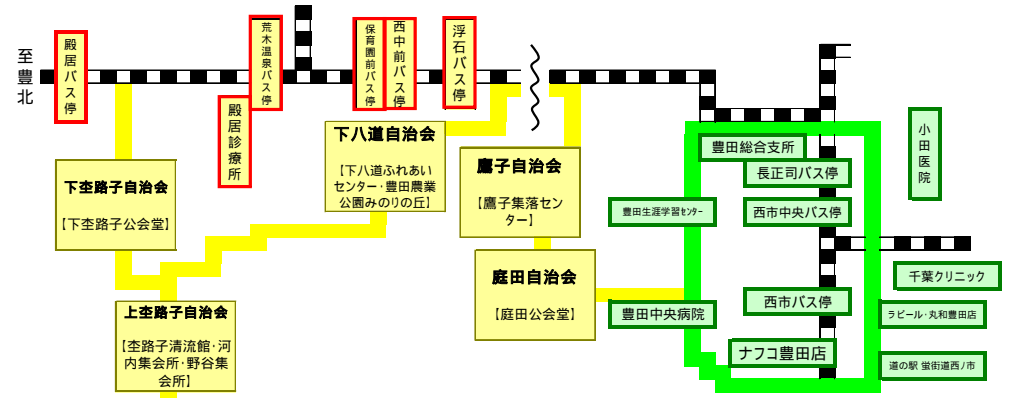 至豊北
殿居バス停
荒木温泉バス停
殿居診療所
保育園前バス停
西中前バス停
浮石バス停
下杢路子自治会
【下杢路子公会堂】
上杢路子自治会
【杢路子清流館・河
内集会所・野谷集
会所】
下八道自治会
【下八道ふれあい
センター・豊田農業
公園みのりの丘】
鷹子自治会
【鷹子集落セン
ター】
庭田自治会
【庭田公会堂】
豊田総合支所
長正司バス停
豊田生涯学習センター
西市中央バス停
西市バス停
豊田中央病院
ナフコ豊田店
小田医院
千葉クリニック
ラピール・丸和豊田店
道の駅 蛍街道西ノ市